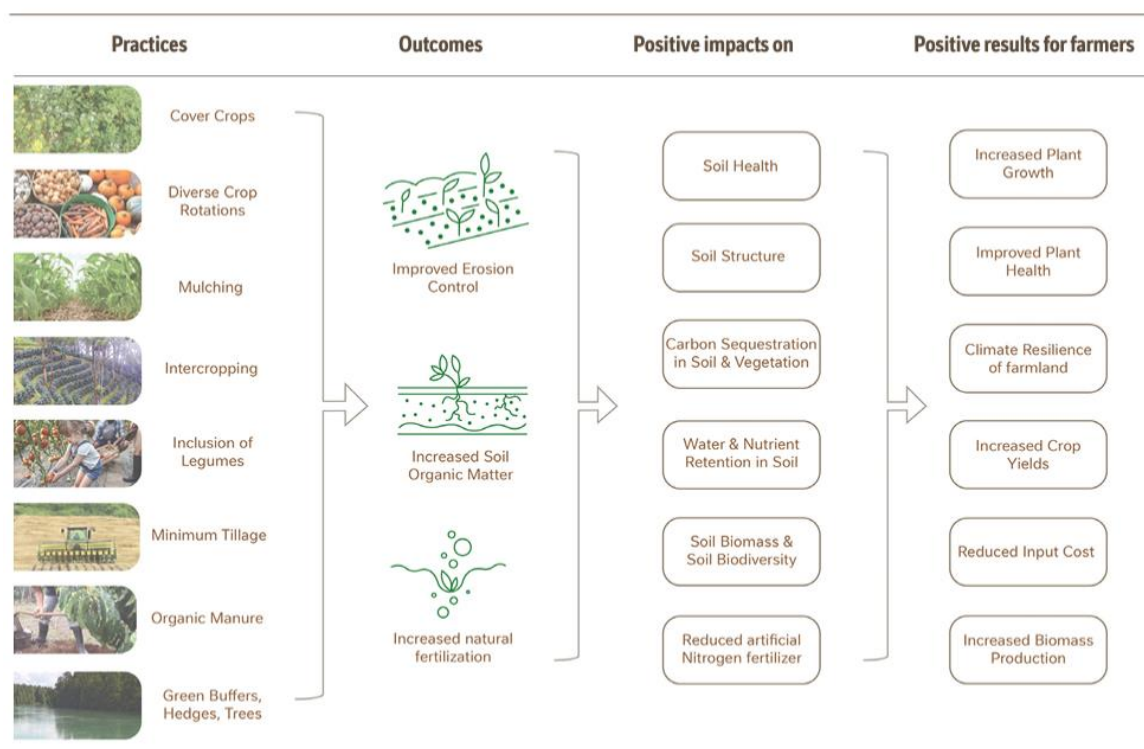 Practices
Outcomes
Positive impacts on
Positive results for farmers
Cover Crops
Diverse Crop
Rotations
Mulching
Intercropping
Inclusion of
Legumes
Minimum Tillage
Organic Manure
Green Buffers,
Hedges, Trees
Improved Erosion
Control
Increased Soil
Organic Matter
Increased natural
fertilization
Soil Health
Soil Structure
Carbon Sequestration
in Soil & Vegetation
Water & Nutrient
Retention in Soil
Soil Biomass &
Soil Biodiversity
Reduced artificial
Nitrogen fertilizer
Increased Plant
Growth
Improved Plant
Health
Climate Resilience
of farmland
Increased Crop
Yields
Reduced Input Cost
Increased Biomass
Production